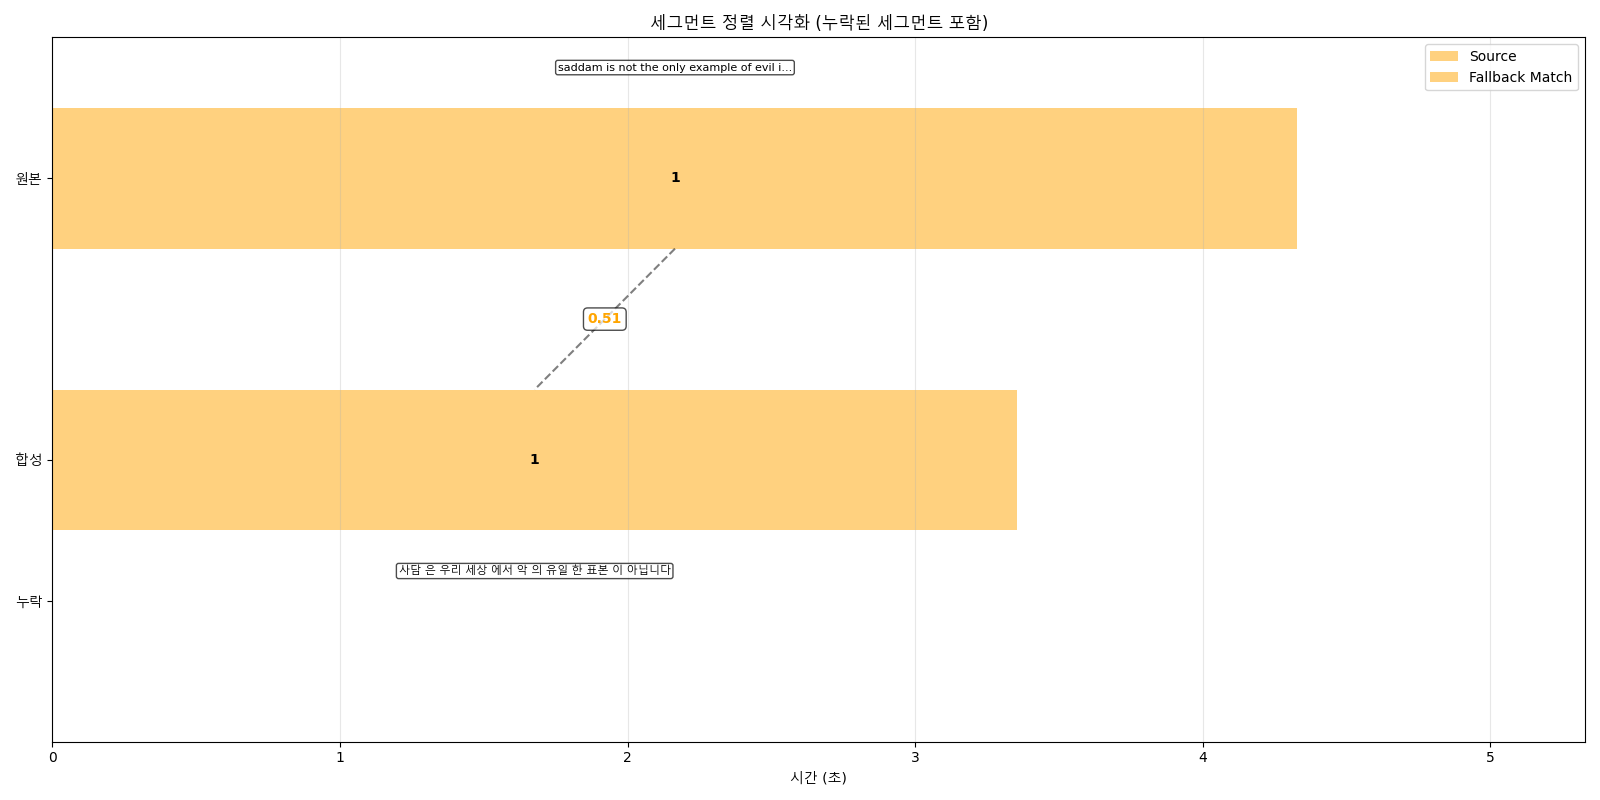 세그먼트 정렬 시각화 (누락된 세그먼트 포함)
saddam is not the only example of evil i...
Source
Fallback Match
원본
1
0.51
합성
1
사담 은 우리 세상 에서 악 의 유일 한 표본 이 아닙니다
누락
0 1 2 3 4 5
시간 (초)